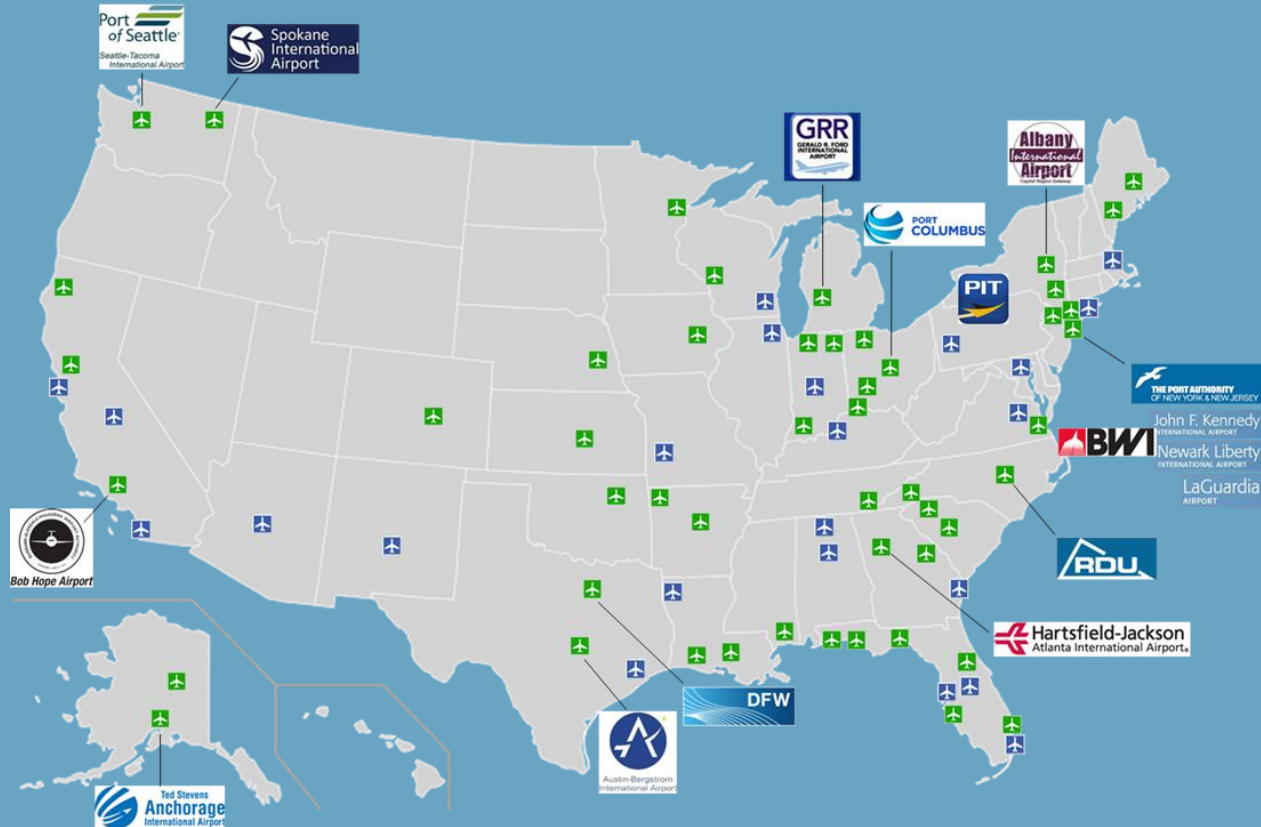 Port
of Seattle
Seattle-Tacoma
International Airport
Spokane
International
Airport
GRR
GERALD R. FORD
INTERNATIONAL
AIRPORT
Albany
International
Airport
Capital Region Gateway
PORT
COLUMBUS
PIT
THE PORT AUTHORITY
OF NEW YORK & NEW JERSEY
John F. Kennedy
INTERNATIONAL AIRPORT
BWI
Newark Liberty
INTERNATIONAL AIRPORT
LaGuardia
AIRPORT
RDU
Bob Hope Airport
Hartsfield-Jackson
Atlanta International Airport®
DFW
Austin-Bergstrom
International Airport
Ted Stevens
Anchorage
International Airport